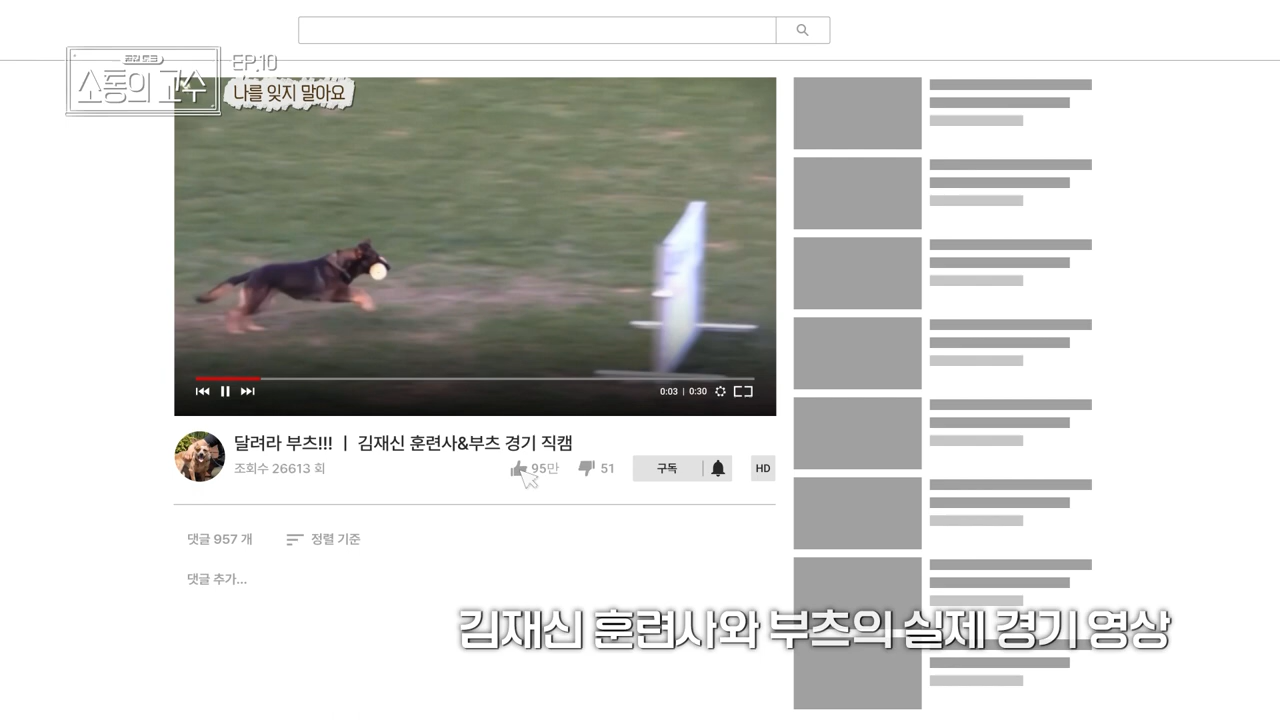 소통의 교수
EP.10
나를 잊지 말아요
0:03 | 0:30
달려라 부츠!!! ㅣ 김재신 훈련사&부츠 경기 직캠
조회수 26613 회
95만
51
구독
HD
댓글 957 개
정렬 기준
댓글 추가...
김재신 훈련사와 부츠의 실제 경기 영상